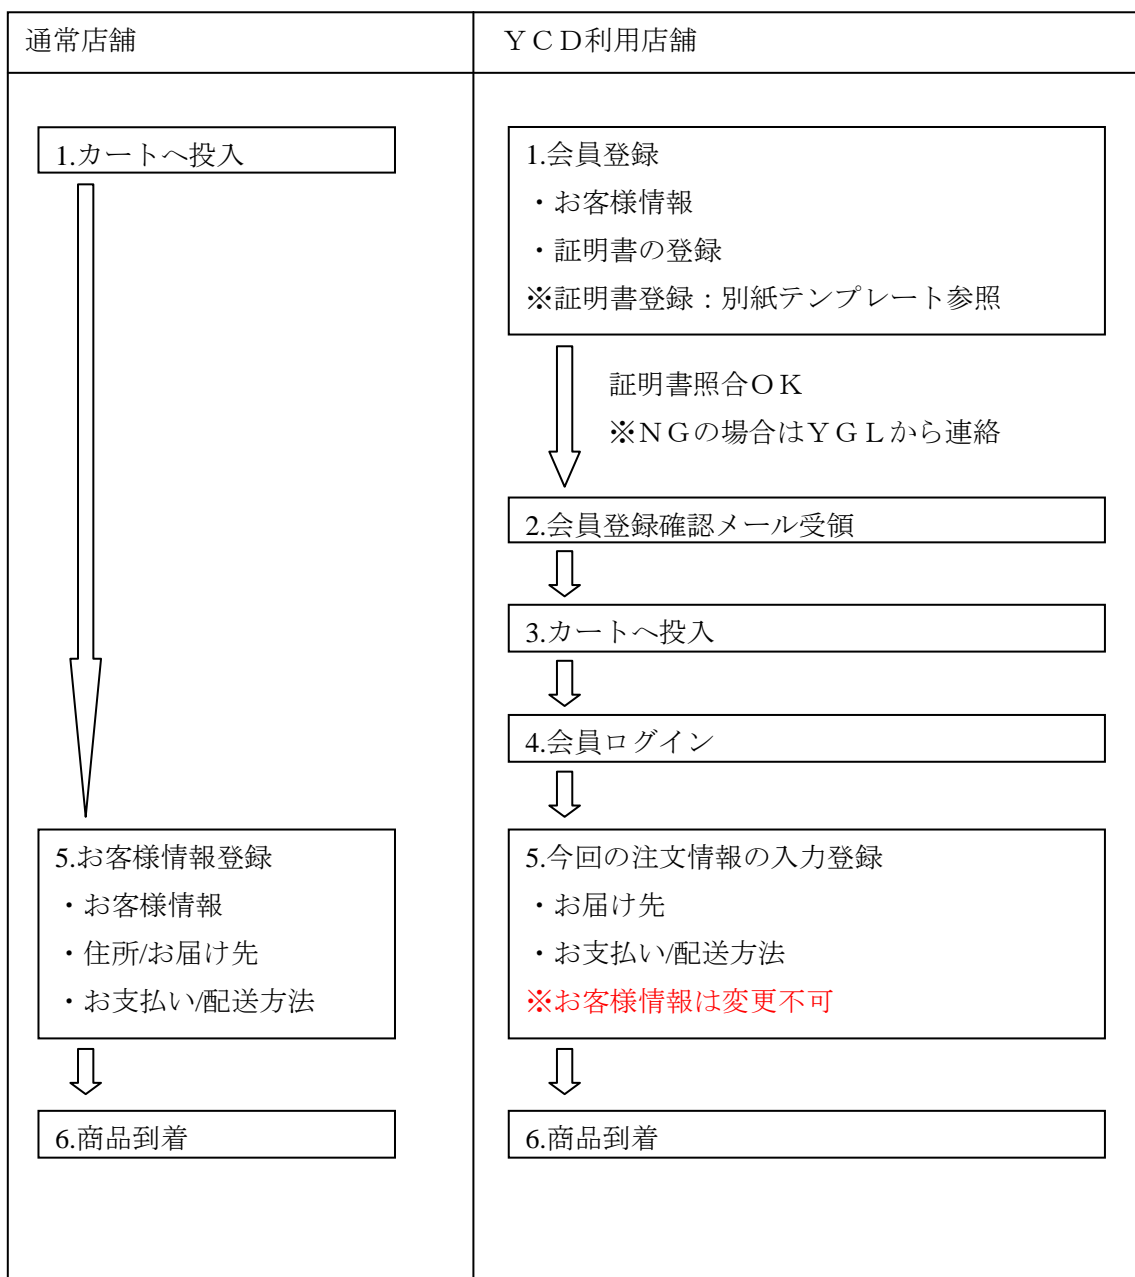 通常店舗
ＹＣＤ利用店舗
1.カートへ投入
5.お客様情報登録
・お客様情報
・住所/お届け先
・お支払い/配送方法
6.商品到着
1.会員登録
・お客様情報
・証明書の登録
※証明書登録：別紙テンプレート参照
証明書照合ＯＫ
※ＮＧの場合はＹＧＬから連絡
2.会員登録確認メール受領
3.カートへ投入
4.会員ログイン
5.今回の注文情報の入力登録
・お届け先
・お支払い/配送方法
※お客様情報は変更不可
6.商品到着